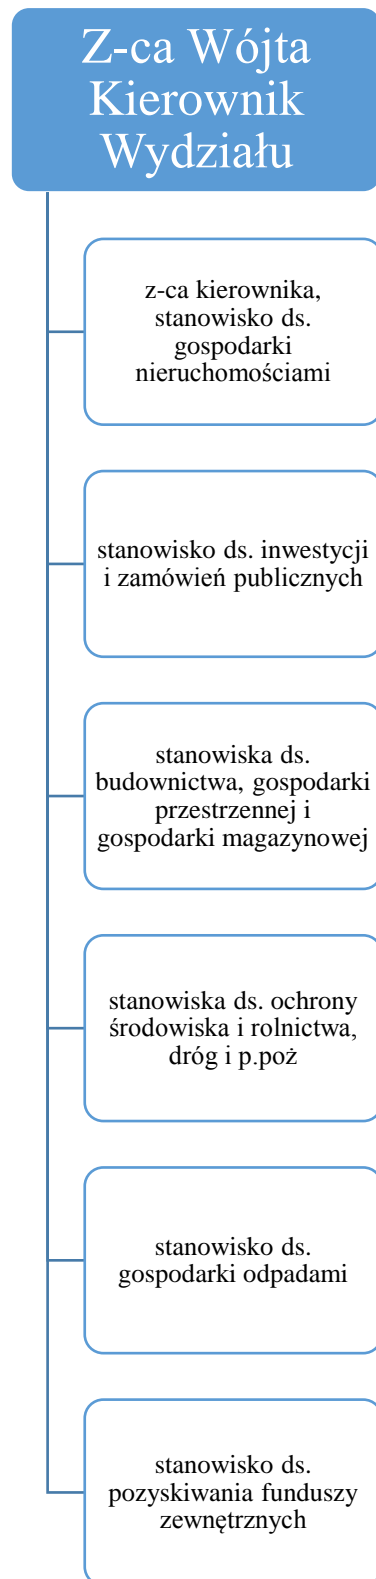 Z-ca Wójta
Kierownik
Wydziału
z-ca kierownika,
stanowisko ds.
gospodarki
nieruchomościami
stanowisko ds. inwestycji
i zamówień publicznych
stanowiska ds.
budownictwa, gospodarki
przestrzennej i
gospodarki magazynowej
stanowiska ds. ochrony
środowiska i rolnictwa,
dróg i p.poż
stanowisko ds.
gospodarki odpadami
stanowisko ds.
pozyskiwania funduszy
zewnętrznych